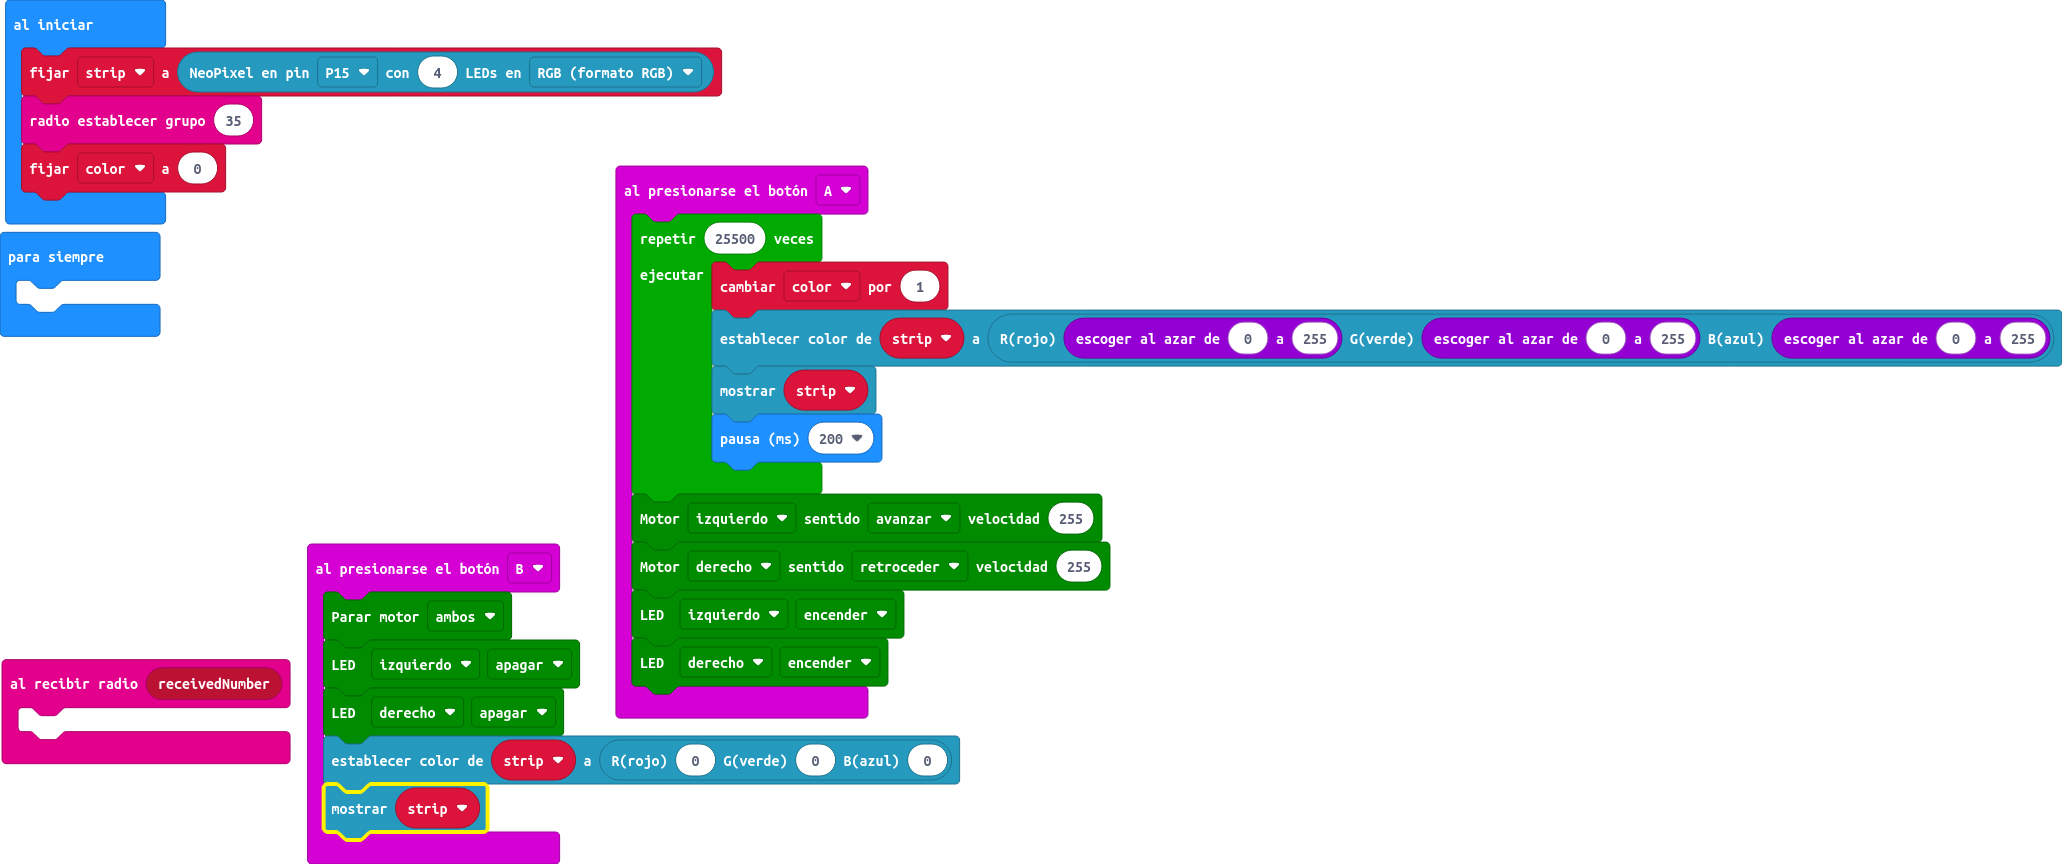 al iniciar
fijar strip a NeoPixel en pin P15 con 4 LEDs en RGB (formato RGB)
radio establecer grupo 35
fijar color a 0
para siempre
al presionarse el botón A
repetir 25500 veces
ejecutar
cambiar color por 1
establecer color de strip a R(rojo) escoger al azar de 0 a 255 G(verde) escoger al azar de 0 a 255 B(azul) escoger al azar de 0 a 255
mostrar strip
pausa (ms) 200
Motor izquierdo sentido avanzar velocidad 255
Motor derecho sentido retroceder velocidad 255
LED izquierdo encender
LED derecho encender
al presionarse el botón B
Parar motor ambos
LED izquierdo apagar
LED derecho apagar
establecer color de strip a R(rojo) 0 G(verde) 0 B(azul) 0
mostrar strip
al recibir radio receivedNumber